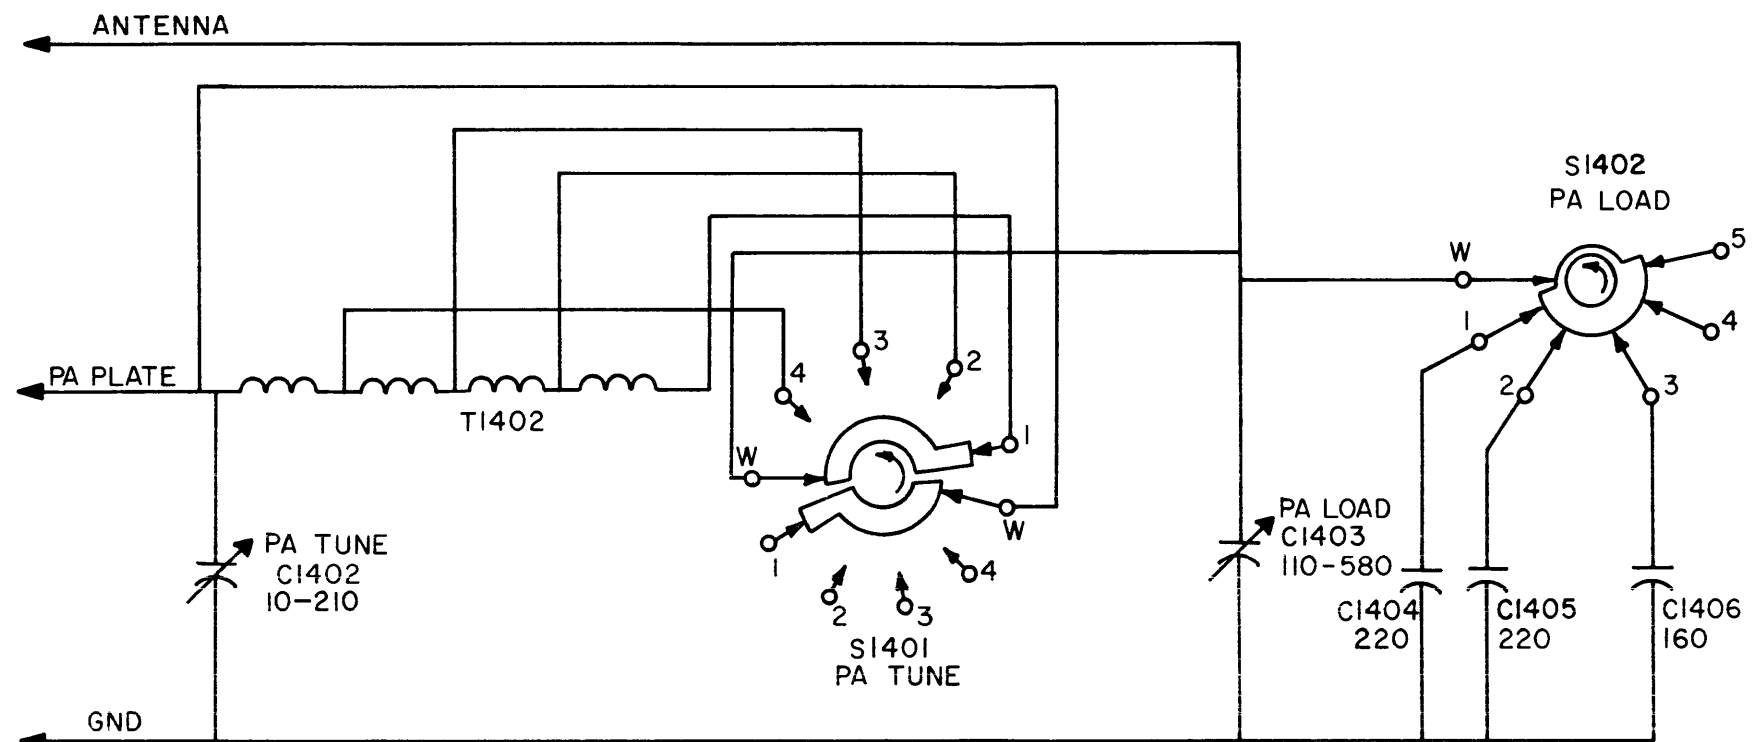 ANTENNA
S1402
PA LOAD
W
5
1
4
2
3
PA PLATE
T1402
4
3
2
1
W
W
1
2
3
4
S1401
PA TUNE
PA TUNE
C1402
10-210
PA LOAD
C1403
110-580
C1404
220
C1405
220
C1406
160
GND